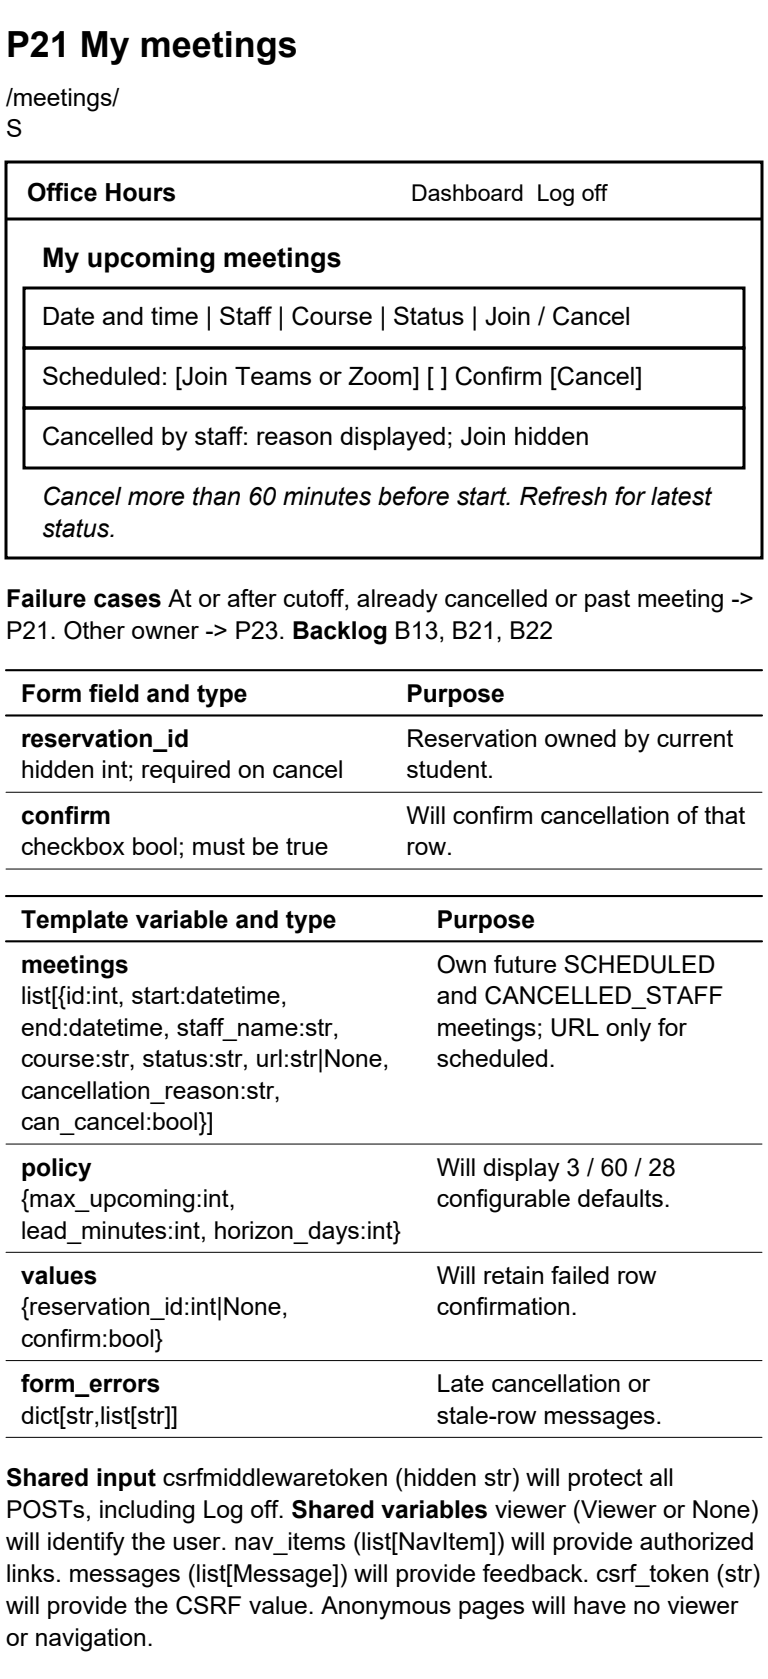 P21 My meetings
/meetings/
S
Office Hours Dashboard Log off
My upcoming meetings
Date and time | Staff | Course | Status | Join / Cancel
Scheduled: [Join Teams or Zoom] [ ] Confirm [Cancel]
Cancelled by staff: reason displayed; Join hidden
Cancel more than 60 minutes before start. Refresh for latest
status.
Failure cases At or after cutoff, already cancelled or past meeting ->
P21. Other owner -> P23. Backlog B13, B21, B22
Form field and type Purpose
reservation_id Reservation owned by current
hidden int; required on cancel student.
confirm Will confirm cancellation of that
checkbox bool; must be true row.
Template variable and type Purpose
meetings Own future SCHEDULED
list[{id:int, start:datetime, and CANCELLED_STAFF
end:datetime, staff_name:str, meetings; URL only for
course:str, status:str, url:str|None, scheduled.
cancellation_reason:str,
can_cancel:bool}]
policy Will display 3 / 60 / 28
{max_upcoming:int, configurable defaults.
lead_minutes:int, horizon_days:int}
values Will retain failed row
{reservation_id:int|None, confirmation.
confirm:bool}
form_errors Late cancellation or
dict[str,list[str]] stale-row messages.
Shared input csrfmiddlewaretoken (hidden str) will protect all
POSTs, including Log off. Shared variables viewer (Viewer or None)
will identify the user. nav_items (list[NavItem]) will provide authorized
links. messages (list[Message]) will provide feedback. csrf_token (str)
will provide the CSRF value. Anonymous pages will have no viewer
or navigation.